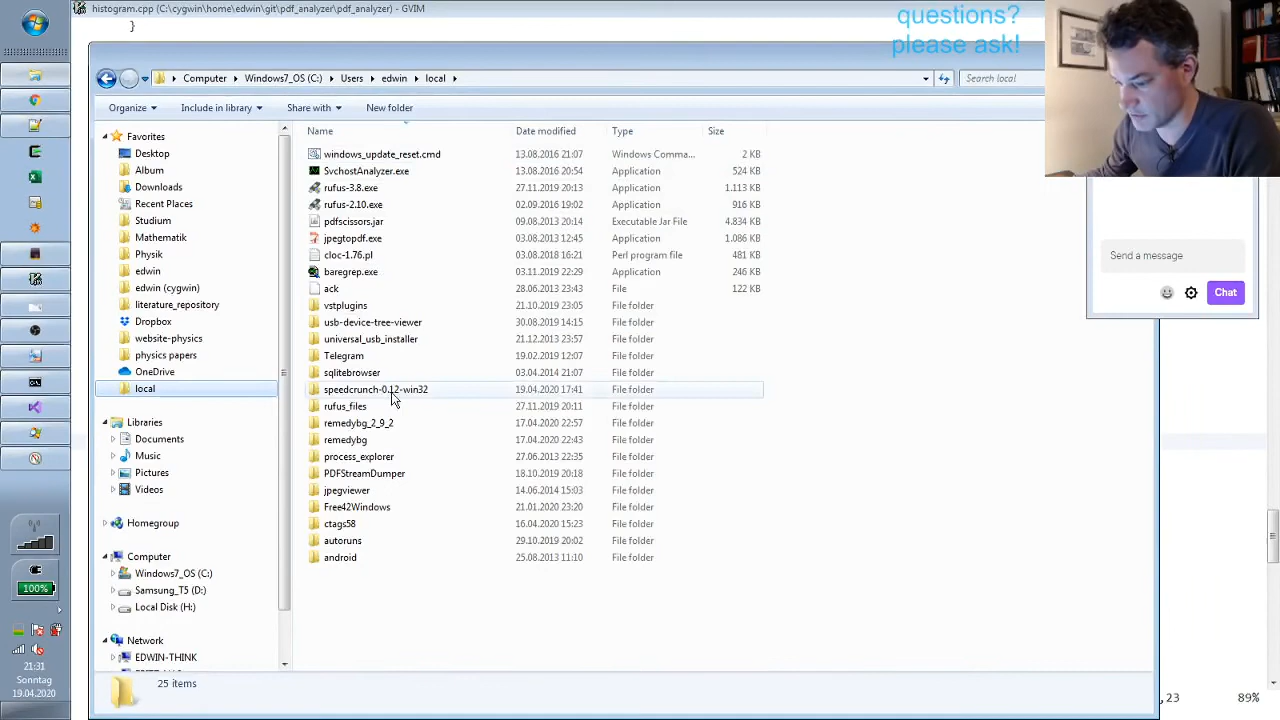 histogram.cpp (C:\cygwin\home\edwin\git\pdf_analyzer\pdf_analyzer) - GVIM
}
questions?
please ask!
Computer Windows7_OS (C:) Users edwin local
Search local
Organize Include in library Share with New folder
Name Date modified Type Size
Favorites
Desktop
Album
Downloads
Recent Places
Studium
Mathematik
Physik
edwin
edwin (cygwin)
literature_repository
Dropbox
website-physics
physics papers
OneDrive
local
Libraries
Documents
Music
Pictures
Videos
Homegroup
Computer
Windows7_OS (C:)
Samsung_T5 (D:)
Local Disk (H:)
Network
EDWIN-THINK
windows_update_reset.cmd 13.08.2016 21:07 Windows Comma... 2 KB
SvchostAnalyzer.exe 13.08.2016 20:54 Application 524 KB
rufus-3.8.exe 27.11.2019 20:13 Application 1.113 KB
rufus-2.10.exe 02.09.2016 19:02 Application 916 KB
pdfscissors.jar 09.08.2013 20:14 Executable Jar File 4.834 KB
jpegtopdf.exe 03.08.2013 12:45 Application 1.086 KB
cloc-1.76.pl 03.08.2018 16:21 Perl program file 481 KB
baregrep.exe 03.11.2019 22:29 Application 246 KB
ack 28.06.2013 23:43 File 122 KB
vstplugins 21.10.2019 23:05 File folder
usb-device-tree-viewer 30.08.2019 14:15 File folder
universal_usb_installer 21.12.2013 23:57 File folder
Telegram 19.02.2019 12:07 File folder
sqlitebrowser 03.04.2014 21:07 File folder
speedcrunch-0.12-win32 19.04.2020 17:41 File folder
rufus_files 27.11.2019 20:11 File folder
remedybg_2_9_2 17.04.2020 22:57 File folder
remedybg 17.04.2020 22:43 File folder
process_explorer 27.06.2013 22:35 File folder
PDFStreamDumper 18.10.2019 20:18 File folder
jpegviewer 14.06.2014 15:03 File folder
Free42Windows 21.01.2020 23:20 File folder
ctags58 16.04.2020 15:23 File folder
autoruns 29.10.2019 20:02 File folder
android 25.08.2013 11:10 File folder
25 items
Send a message
Chat
100%
21:31
Sonntag
19.04.2020
,23 89%